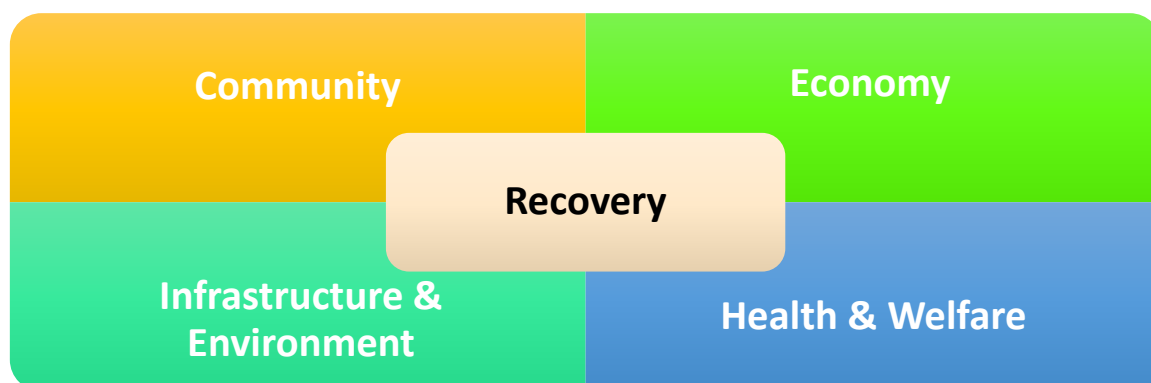 Community
Economy
Recovery
Infrastructure &
Environment
Health & Welfare